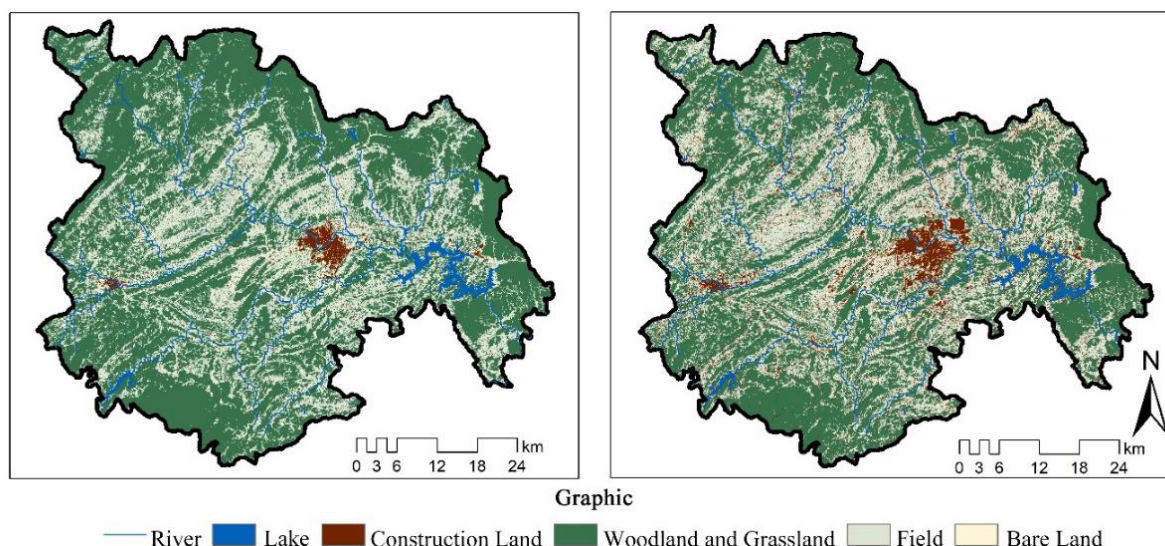 km
0 3 6 12 18 24
N
km
0 3 6 12 18 24
Graphic
River Lake Construction Land Woodland and Grassland Field Bare Land